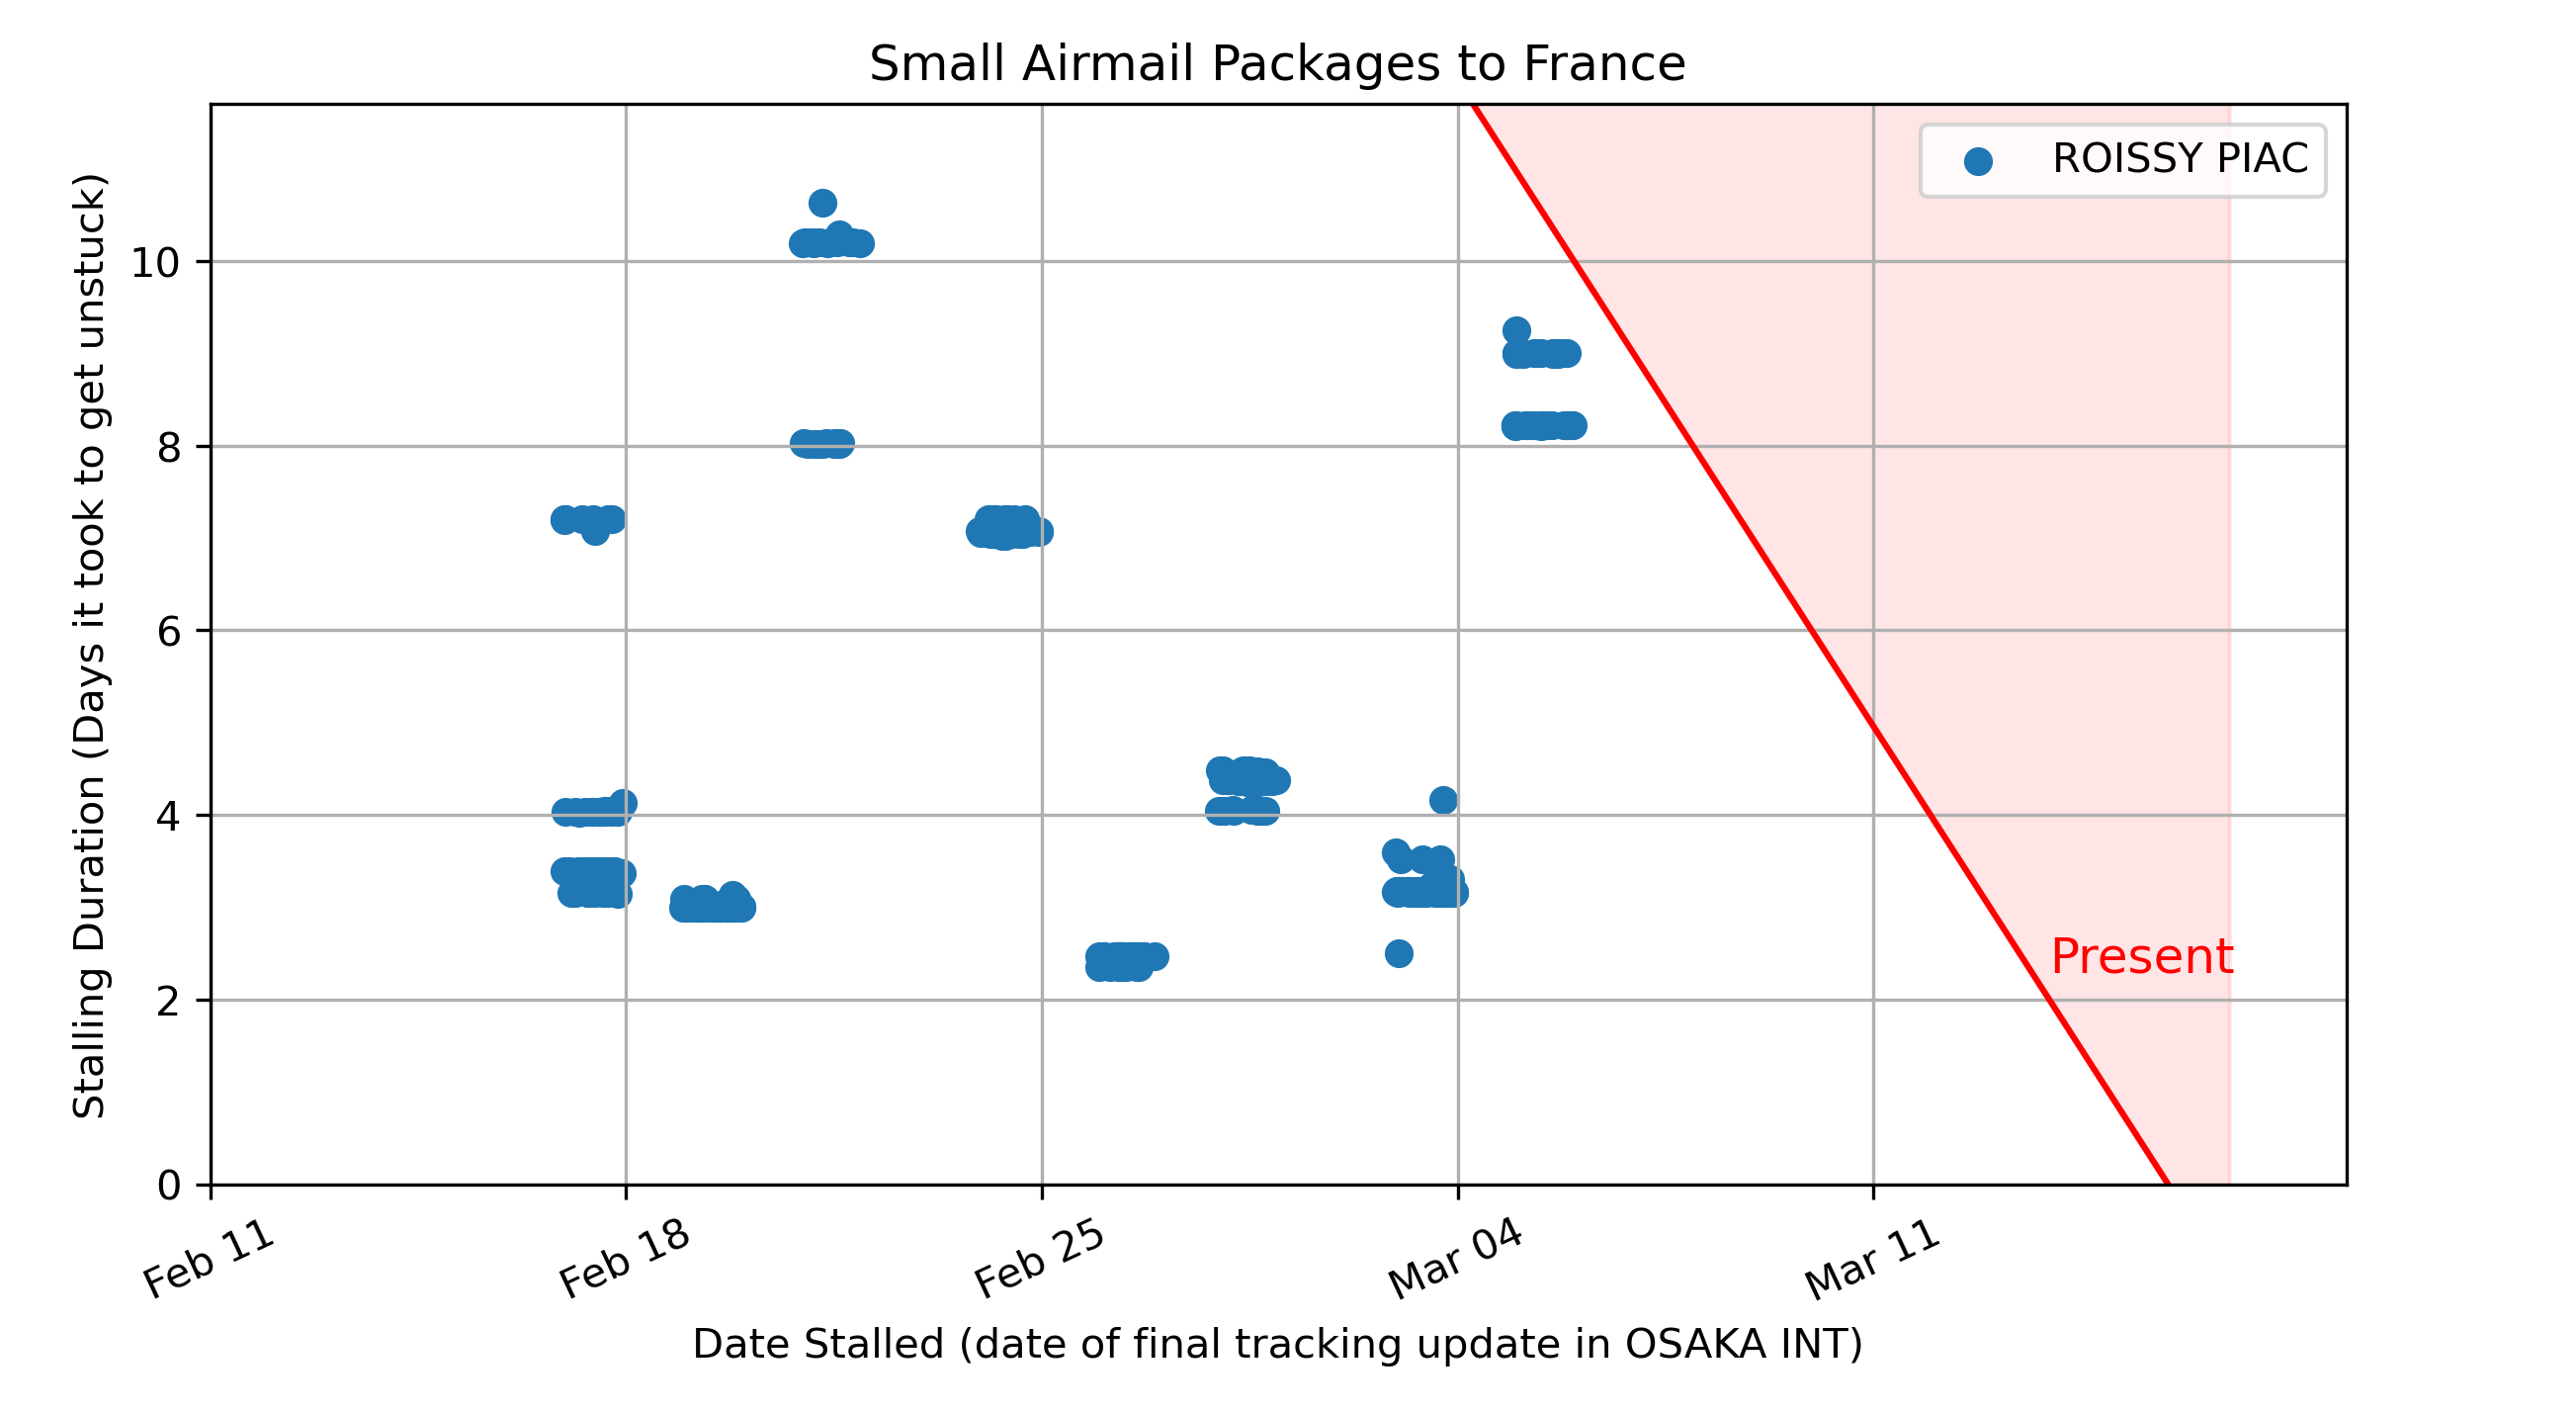 Small Airmail Packages to France
ROISSY PIAC
Stalling Duration (Days it took to get unstuck)
10
8
6
4
2
0
Present
Feb 11
Feb 18
Feb 25
Mar 04
Mar 11
Date Stalled (date of final tracking update in OSAKA INT)